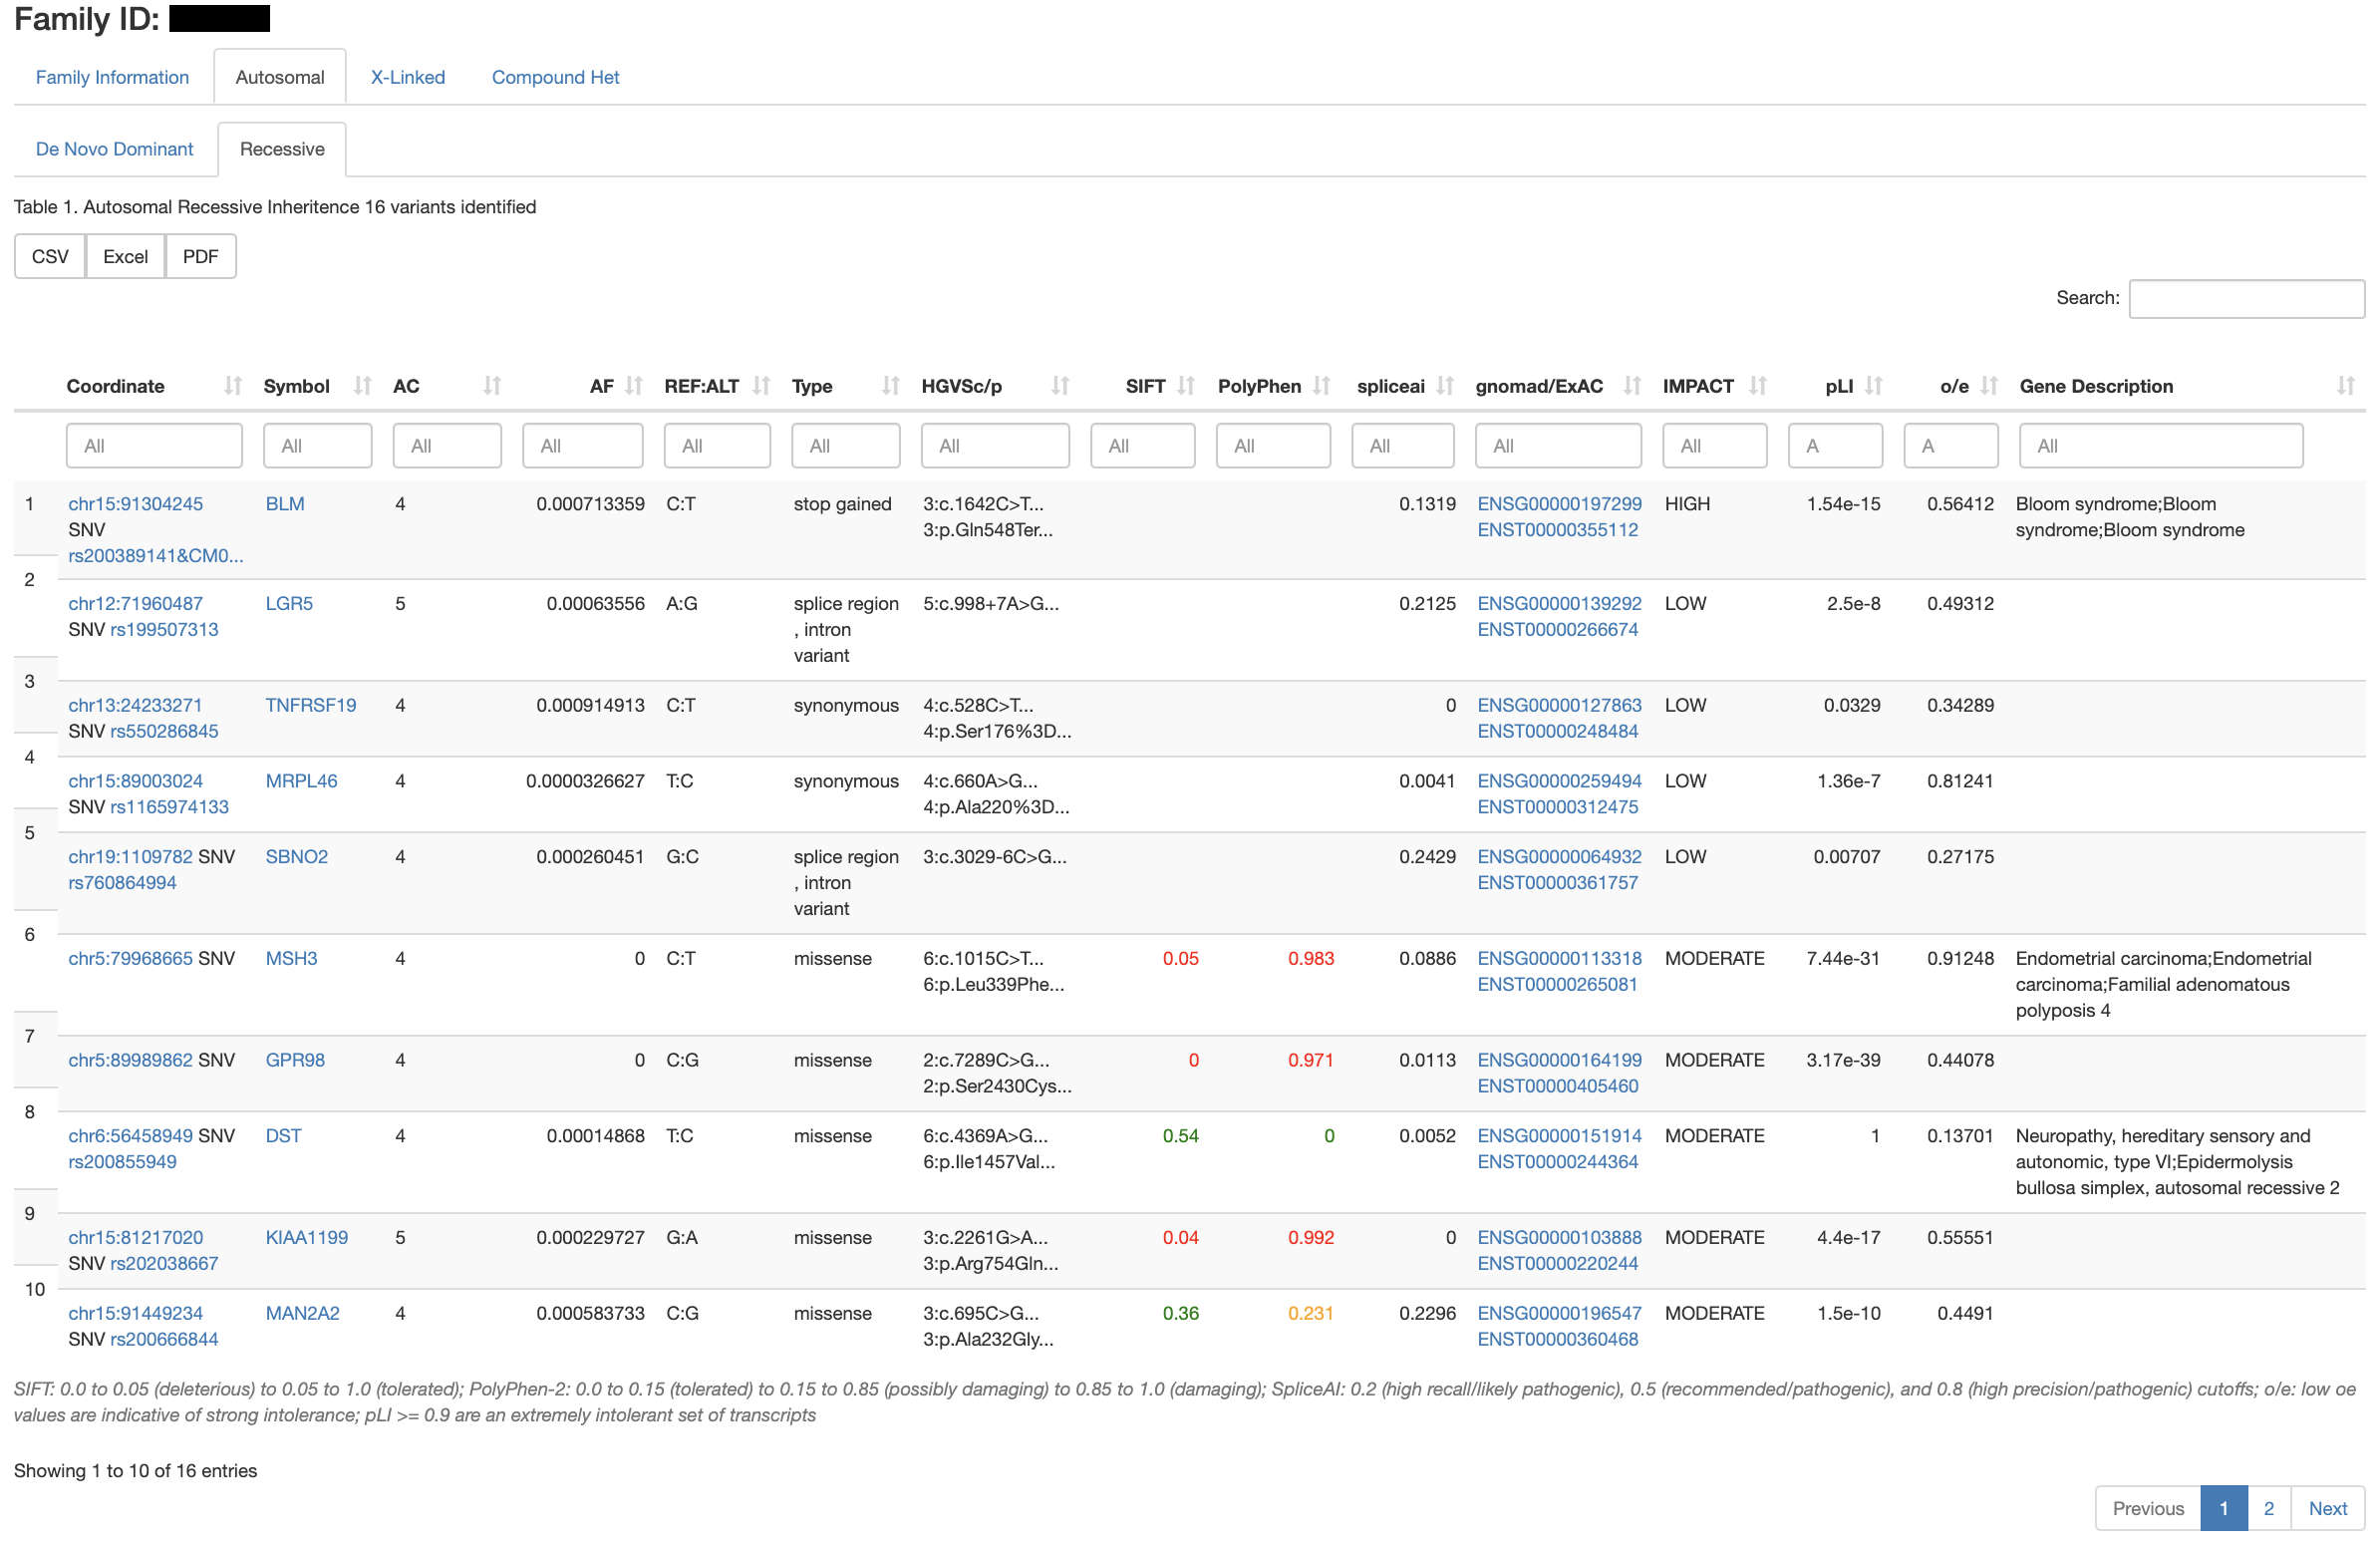 Family ID:
Family Information Autosomal X-Linked Compound Het
De Novo Dominant Recessive
Table 1. Autosomal Recessive Inheritence 16 variants identified
CSV Excel PDF
Search:
Coordinate Symbol AC AF REF:ALT Type HGVSc/p SIFT PolyPhen spliceai gnomad/ExAC IMPACT pLI o/e Gene Description
All All All All All All All All All All All All A A All
1 chr15:91304245 BLM 4 0.000713359 C:T stop gained 3:c.1642C>T... 0.1319 ENSG00000197299 HIGH 1.54e-15 0.56412 Bloom syndrome;Bloom
SNV 3:p.Gln548Ter... ENST00000355112 syndrome;Bloom syndrome
rs200389141&CM0...
2 chr12:71960487 LGR5 5 0.00063556 A:G splice region 5:c.998+7A>G... 0.2125 ENSG00000139292 LOW 2.5e-8 0.49312
SNV rs199507313 , intron ENST00000266674
variant
3 chr13:24233271 TNFRSF19 4 0.000914913 C:T synonymous 4:c.528C>T... 0 ENSG00000127863 LOW 0.0329 0.34289
SNV rs550286845 4:p.Ser176%3D... ENST00000248484
4 chr15:89003024 MRPL46 4 0.0000326627 T:C synonymous 4:c.660A>G... 0.0041 ENSG00000259494 LOW 1.36e-7 0.81241
SNV rs1165974133 4:p.Ala220%3D... ENST00000312475
5 chr19:1109782 SNV SBNO2 4 0.000260451 G:C splice region 3:c.3029-6C>G... 0.2429 ENSG00000064932 LOW 0.00707 0.27175
rs760864994 , intron ENST00000361757
variant
6 chr5:79968665 SNV MSH3 4 0 C:T missense 6:c.1015C>T... 0.05 0.983 0.0886 ENSG00000113318 MODERATE 7.44e-31 0.91248 Endometrial carcinoma;Endometrial
6:p.Leu339Phe... ENST00000265081 carcinoma;Familial adenomatous
polyposis 4
7 chr5:89989862 SNV GPR98 4 0 C:G missense 2:c.7289C>G... 0 0.971 0.0113 ENSG00000164199 MODERATE 3.17e-39 0.44078
2:p.Ser2430Cys... ENST00000405460
8 chr6:56458949 SNV DST 4 0.00014868 T:C missense 6:c.4369A>G... 0.54 0 0.0052 ENSG00000151914 MODERATE 1 0.13701 Neuropathy, hereditary sensory and
rs200855949 6:p.Ile1457Val... ENST00000244364 autonomic, type VI;Epidermolysis
bullosa simplex, autosomal recessive 2
9 chr15:81217020 KIAA1199 5 0.000229727 G:A missense 3:c.2261G>A... 0.04 0.992 0 ENSG00000103888 MODERATE 4.4e-17 0.55551
SNV rs202038667 3:p.Arg754Gln... ENST00000220244
10 chr15:91449234 MAN2A2 4 0.000583733 C:G missense 3:c.695C>G... 0.36 0.231 0.2296 ENSG00000196547 MODERATE 1.5e-10 0.4491
SNV rs200666844 3:p.Ala232Gly... ENST00000360468
SIFT: 0.0 to 0.05 (deleterious) to 0.05 to 1.0 (tolerated); PolyPhen-2: 0.0 to 0.15 (tolerated) to 0.15 to 0.85 (possibly damaging) to 0.85 to 1.0 (damaging); SpliceAI: 0.2 (high recall/likely pathogenic), 0.5 (recommended/pathogenic), and 0.8 (high precision/pathogenic) cutoffs; o/e: low oe
values are indicative of strong intolerance; pLI >= 0.9 are an extremely intolerant set of transcripts
Showing 1 to 10 of 16 entries
Previous 1 2 Next